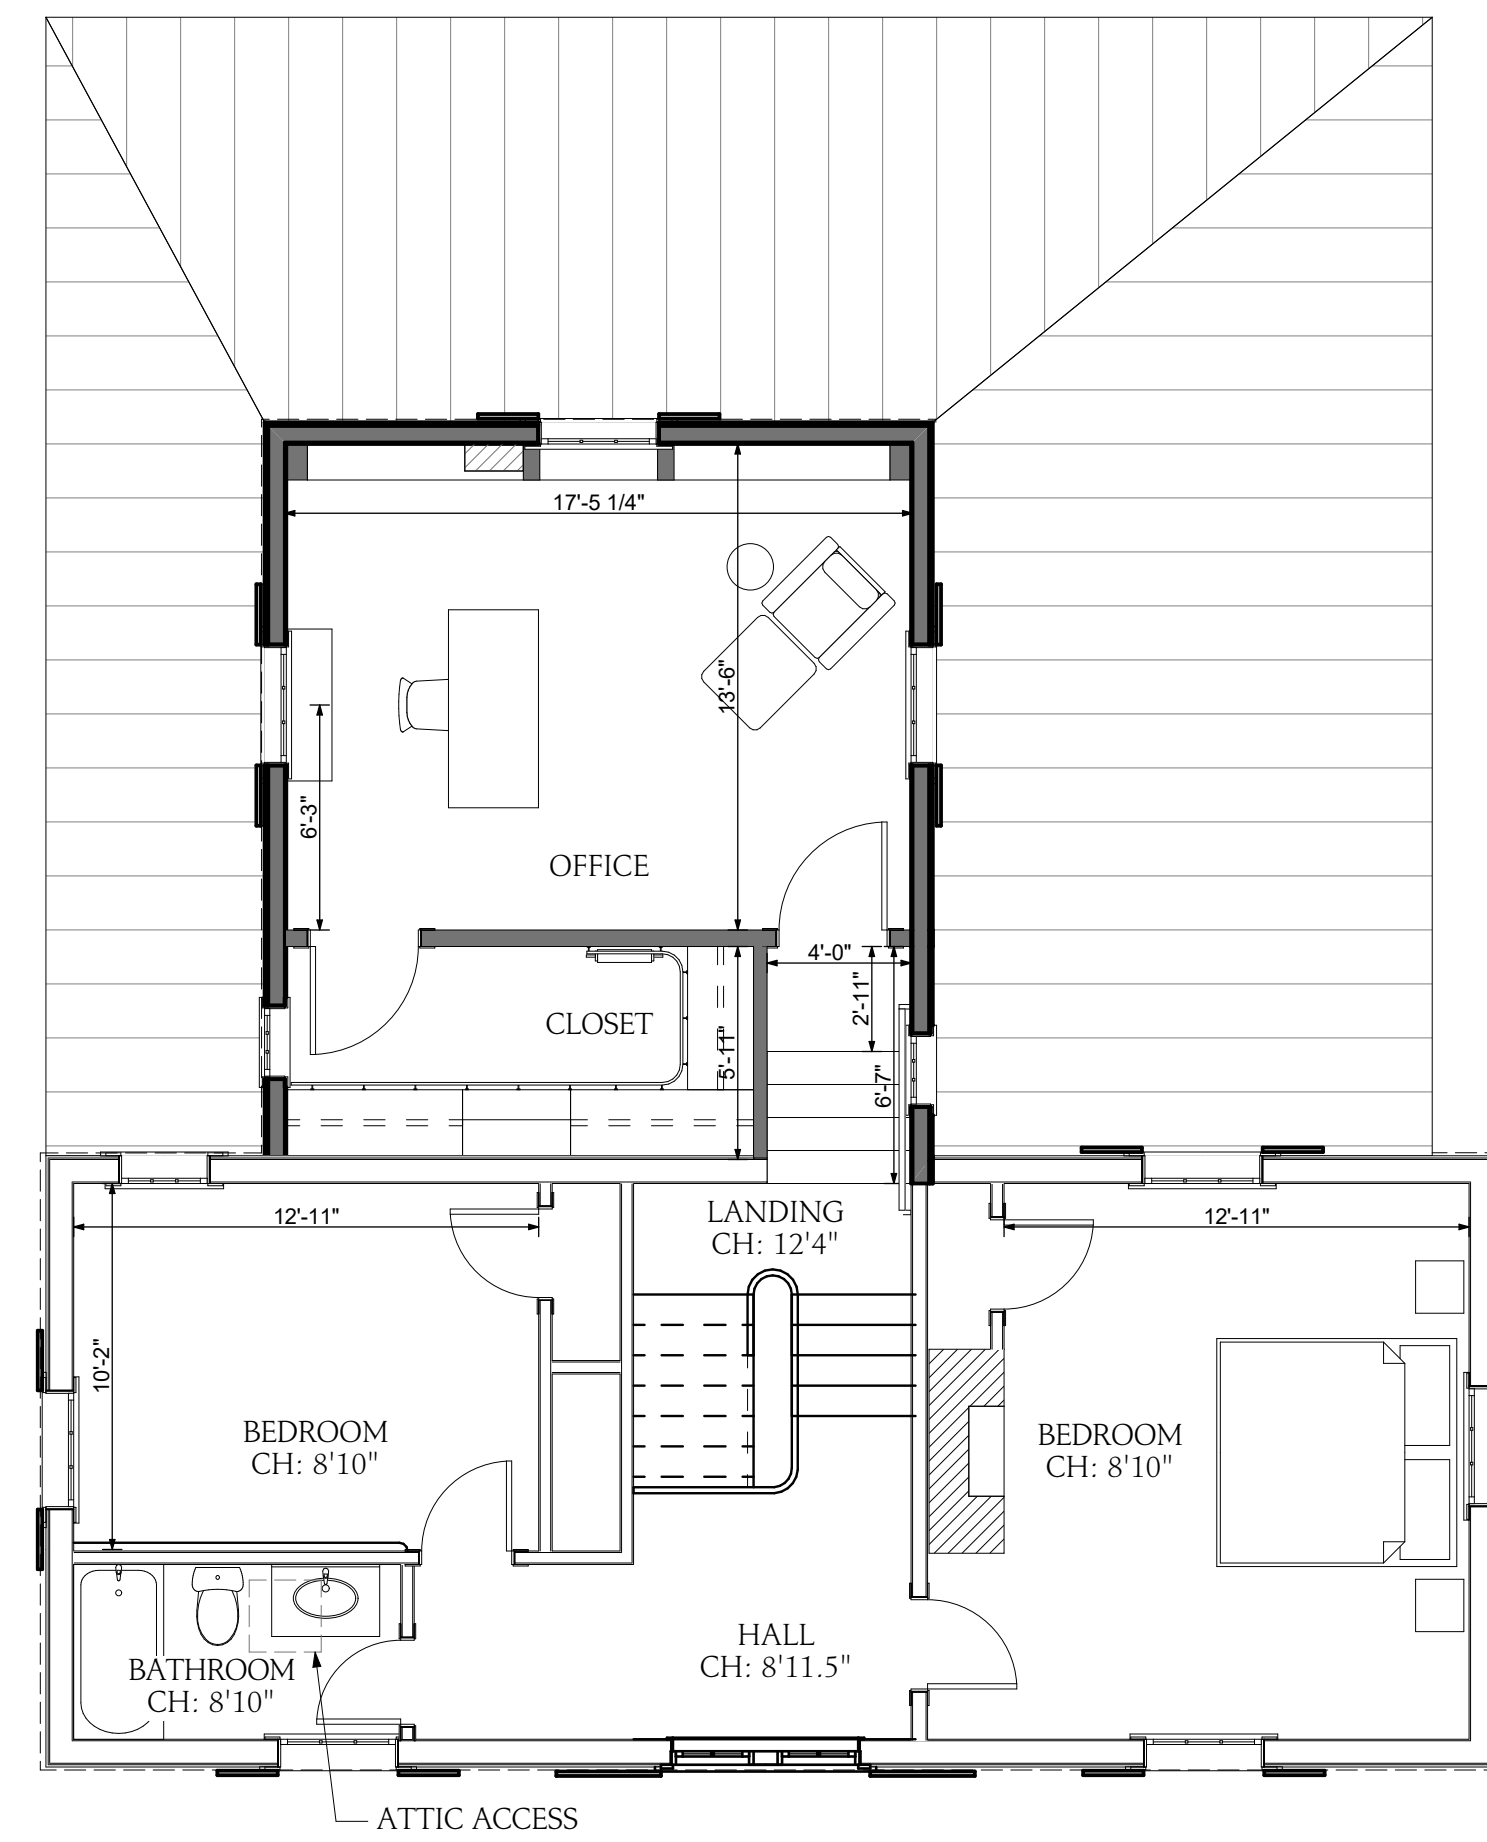 17'-5 1/4"
13'-6"
6'-3"
OFFICE
4'-0"
2'-11"
CLOSET
5'-11"
6'-7"
LANDING
CH: 12'4"
12'-11"
12'-11"
10'-2"
BEDROOM
CH: 8'10"
BEDROOM
CH: 8'10"
HALL
CH: 8'11.5"
BATHROOM
CH: 8'10"
ATTIC ACCESS